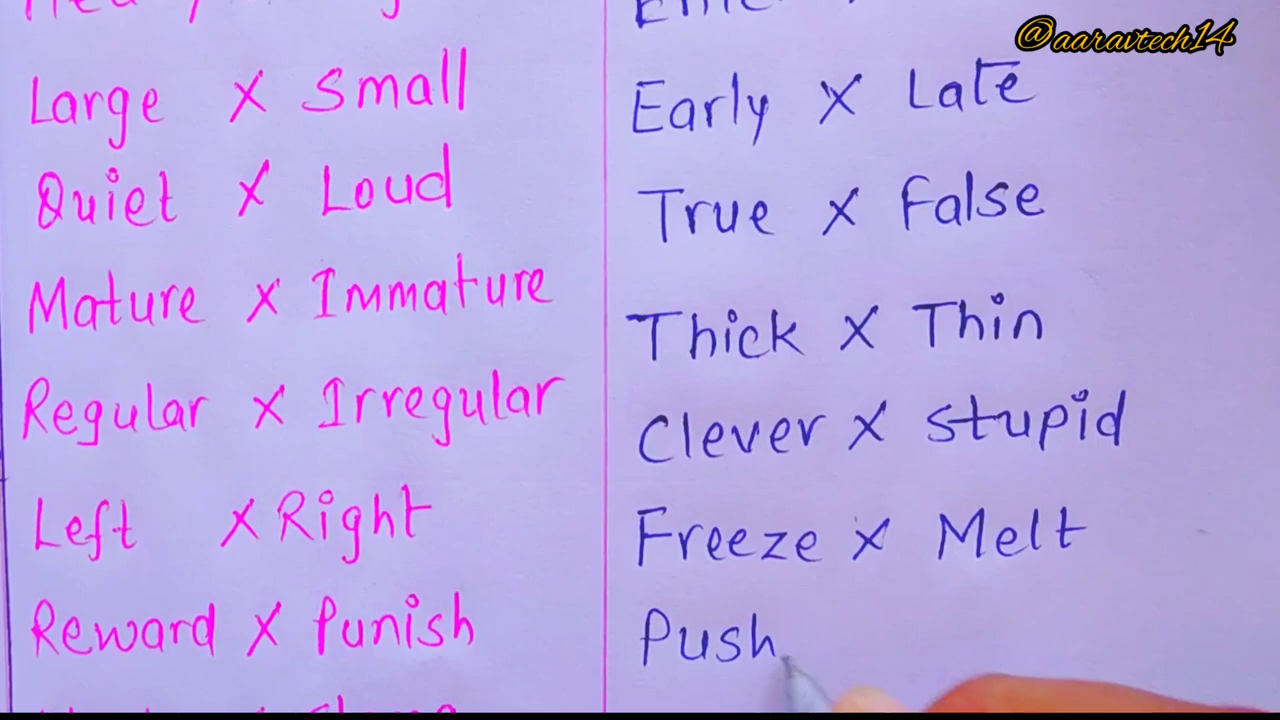 @aaravtech14
Large X Small
Quiet X Loud
Mature X Immature
Regular X Irregular
Left X Right
Reward X Punish
Early X Late
True X False
Thick X Thin
Clever X stupid
Freeze X Melt
Push